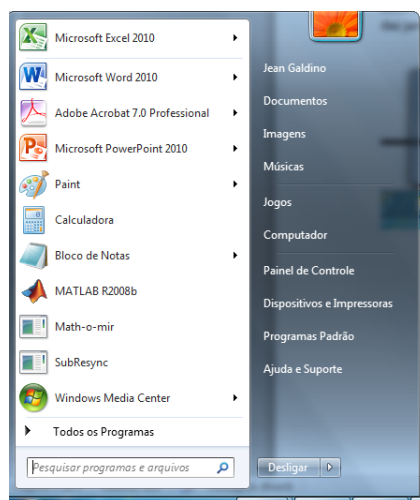 Microsoft Excel 2010
Microsoft Word 2010
Adobe Acrobat 7.0 Professional
Microsoft PowerPoint 2010
Paint
Calculadora
Bloco de Notas
MATLAB R2008b
Math-o-mir
SubResync
Windows Media Center
Todos os Programas
Pesquisar programas e arquivos
Jean Galdino
Documentos
Imagens
Músicas
Jogos
Computador
Painel de Controle
Dispositivos e Impressoras
Programas Padrão
Ajuda e Suporte
Desligar